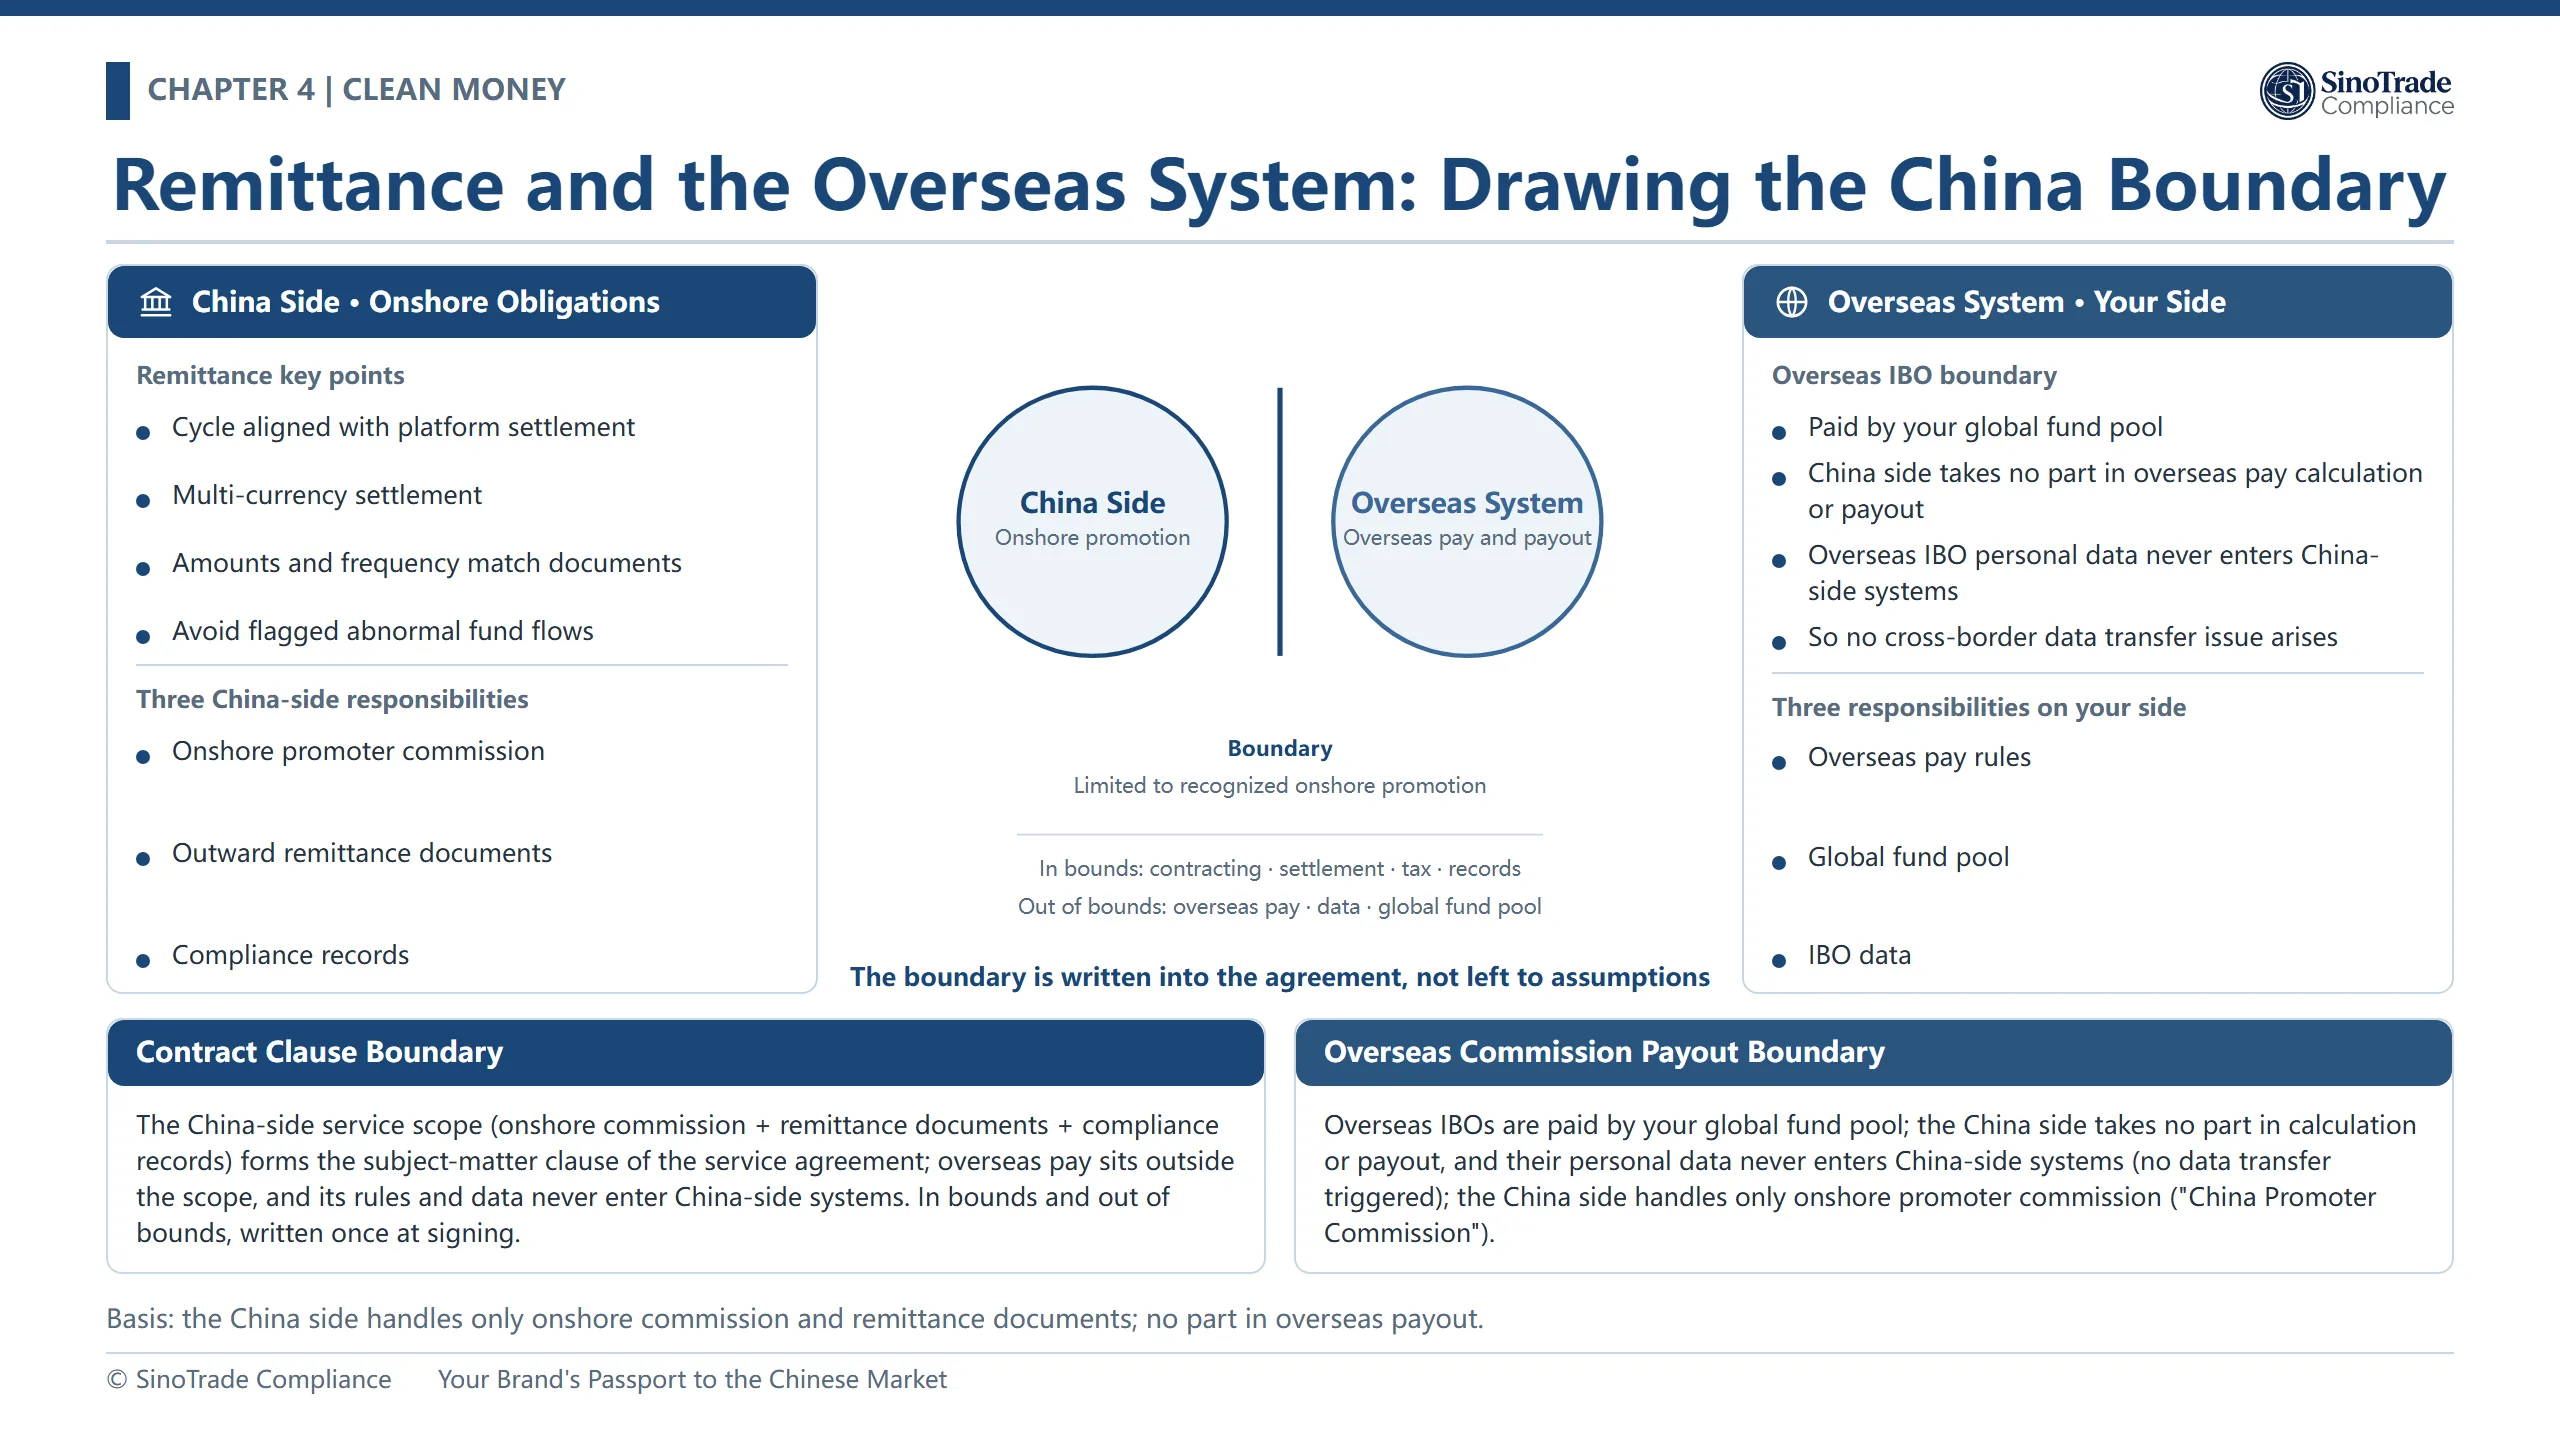 CHAPTER 4 | CLEAN MONEY
SinoTrade
Compliance
Remittance and the Overseas System: Drawing the China Boundary
China Side • Onshore Obligations
Remittance key points
Cycle aligned with platform settlement
Multi-currency settlement
Amounts and frequency match documents
Avoid flagged abnormal fund flows
Three China-side responsibilities
Onshore promoter commission
Outward remittance documents
Compliance records
China Side
Onshore promotion
Overseas System
Overseas pay and payout
Boundary
Limited to recognized onshore promotion
In bounds: contracting · settlement · tax · records
Out of bounds: overseas pay · data · global fund pool
The boundary is written into the agreement, not left to assumptions
Overseas System • Your Side
Overseas IBO boundary
Paid by your global fund pool
China side takes no part in overseas pay calculation
or payout
Overseas IBO personal data never enters China-
side systems
So no cross-border data transfer issue arises
Three responsibilities on your side
Overseas pay rules
Global fund pool
IBO data
Contract Clause Boundary
The China-side service scope (onshore commission + remittance documents + compliance
records) forms the subject-matter clause of the service agreement; overseas pay sits outside
the scope, and its rules and data never enter China-side systems. In bounds and out of
bounds, written once at signing.
Overseas Commission Payout Boundary
Overseas IBOs are paid by your global fund pool; the China side takes no part in calculation
or payout, and their personal data never enters China-side systems (no data transfer
triggered); the China side handles only onshore promoter commission ("China Promoter
Commission").
Basis: the China side handles only onshore commission and remittance documents; no part in overseas payout.
© SinoTrade Compliance Your Brand's Passport to the Chinese Market